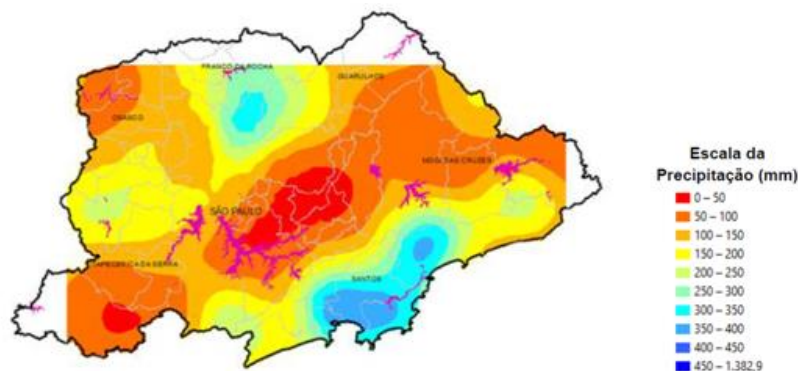 FRANCO DA ROCHA
GUARULHOS
OSASCO
MOGI DAS CRUZES
SÃO PAULO
ITAPECERICA DA SERRA
SANTOS
Escala da
Precipitação (mm)
0 – 50
50 – 100
100 – 150
150 – 200
200 – 250
250 – 300
300 – 350
350 – 400
400 – 450
450 – 1.382.9